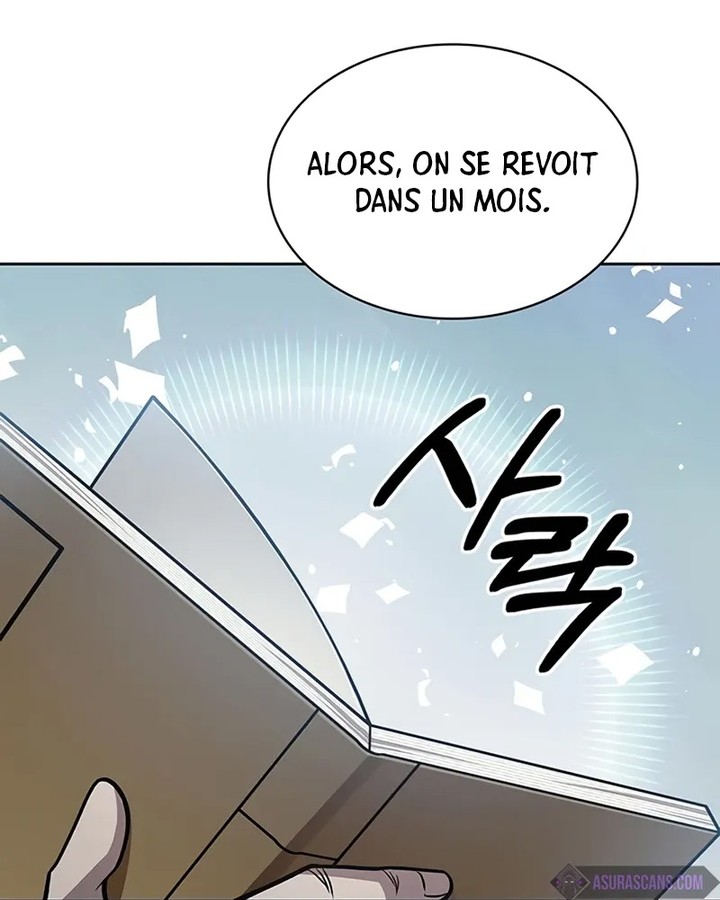 ALORS, ON SE REVOIT
DANS UN MOIS.
사락
ASURASCANS.COM